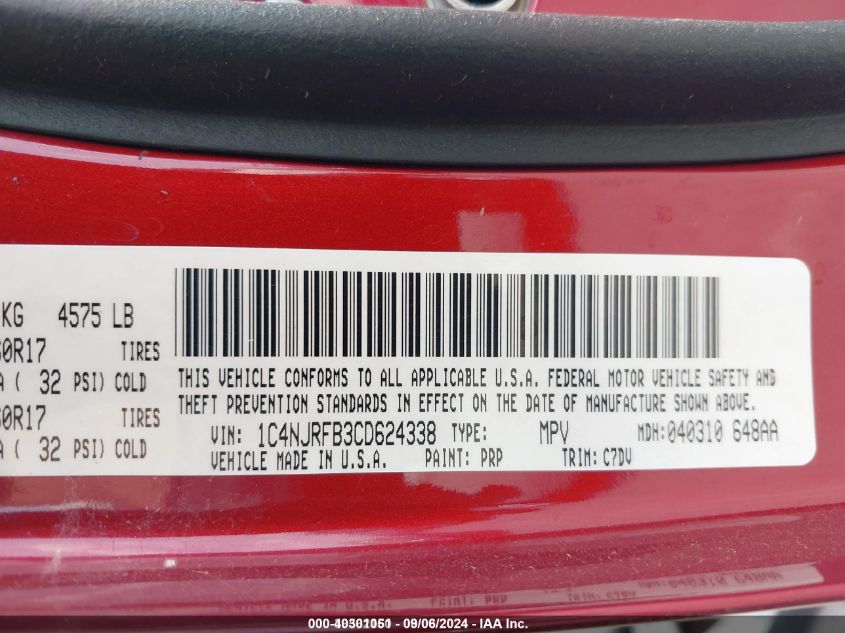 KG 4575 LB
TIRES
( 32 PSI) COLD
TIRES
( 32 PSI) COLD
THIS VEHICLE CONFORMS TO ALL APPLICABLE U.S.A. FEDERAL MOTOR VEHICLE SAFETY AND
THEFT PREVENTION STANDARDS IN EFFECT ON THE DATE OF MANUFACTURE SHOWN ABOVE.
VIN: 1C4NJRFB3CD624338 TYPE: MPV MDH:040310 648AA
VEHICLE MADE IN U.S.A. PAINT: PRP TRIM: C7DV
000-40301051 - 09/06/2024 - IAA Inc.